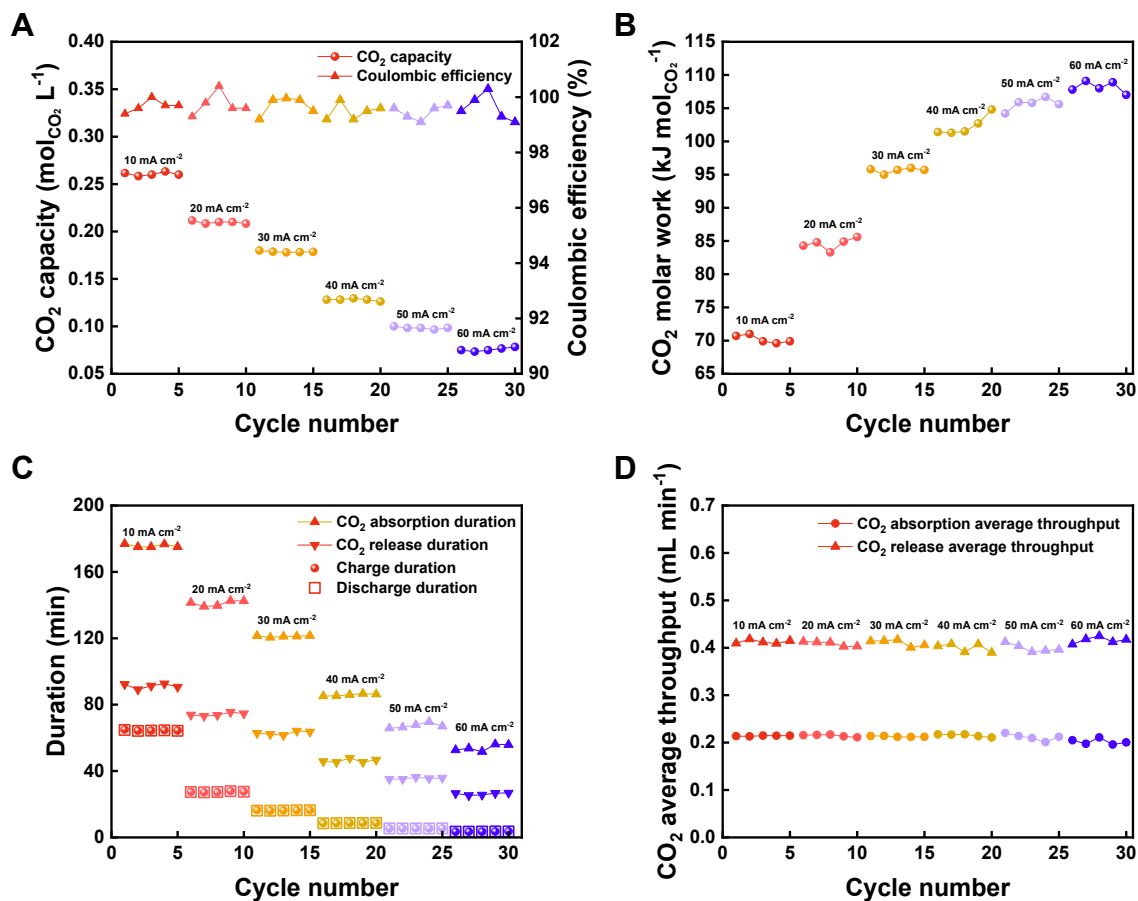 A
CO₂ capacity (mol_CO₂ L⁻¹)
0.40
0.35
0.30
0.25
0.20
0.15
0.10
0.05
CO₂ capacity
Coulombic efficiency
10 mA cm⁻²
20 mA cm⁻²
30 mA cm⁻²
40 mA cm⁻²
50 mA cm⁻²
60 mA cm⁻²
102
100
98
96
94
92
90
Coulombic efficiency (%)
0 5 10 15 20 25 30
Cycle number
B
CO₂ molar work (kJ mol_CO₂⁻¹)
115
110
105
100
95
90
85
80
75
70
65
60 mA cm⁻²
50 mA cm⁻²
40 mA cm⁻²
30 mA cm⁻²
20 mA cm⁻²
10 mA cm⁻²
0 5 10 15 20 25 30
Cycle number
C
Duration (min)
200
160
120
80
40
0
CO₂ absorption duration
CO₂ release duration
Charge duration
Discharge duration
10 mA cm⁻²
20 mA cm⁻²
30 mA cm⁻²
40 mA cm⁻²
50 mA cm⁻²
60 mA cm⁻²
0 5 10 15 20 25 30
Cycle number
D
CO₂ average throughput (mL min⁻¹)
0.7
0.6
0.5
0.4
0.3
0.2
0.1
0.0
CO₂ absorption average throughput
CO₂ release average throughput
10 mA cm⁻² 20 mA cm⁻² 30 mA cm⁻² 40 mA cm⁻² 50 mA cm⁻² 60 mA cm⁻²
0 5 10 15 20 25 30
Cycle number